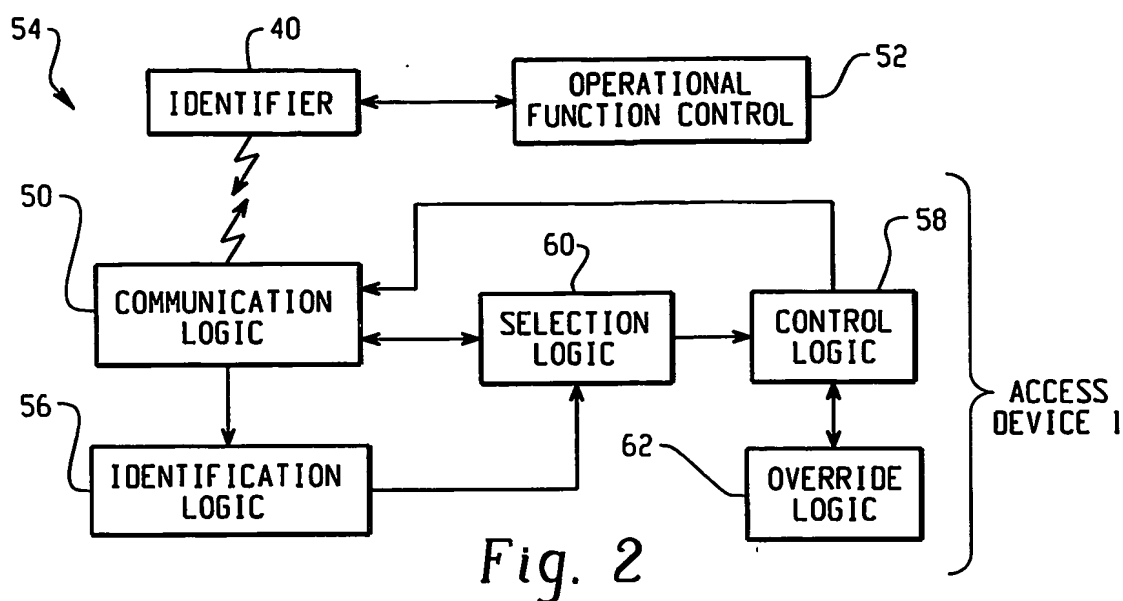 54
40
IDENTIFIER
OPERATIONAL
FUNCTION CONTROL
52
50
COMMUNICATION
LOGIC
60
SELECTION
LOGIC
58
CONTROL
LOGIC
ACCESS
DEVICE 1
56
IDENTIFICATION
LOGIC
62
OVERRIDE
LOGIC
Fig. 2